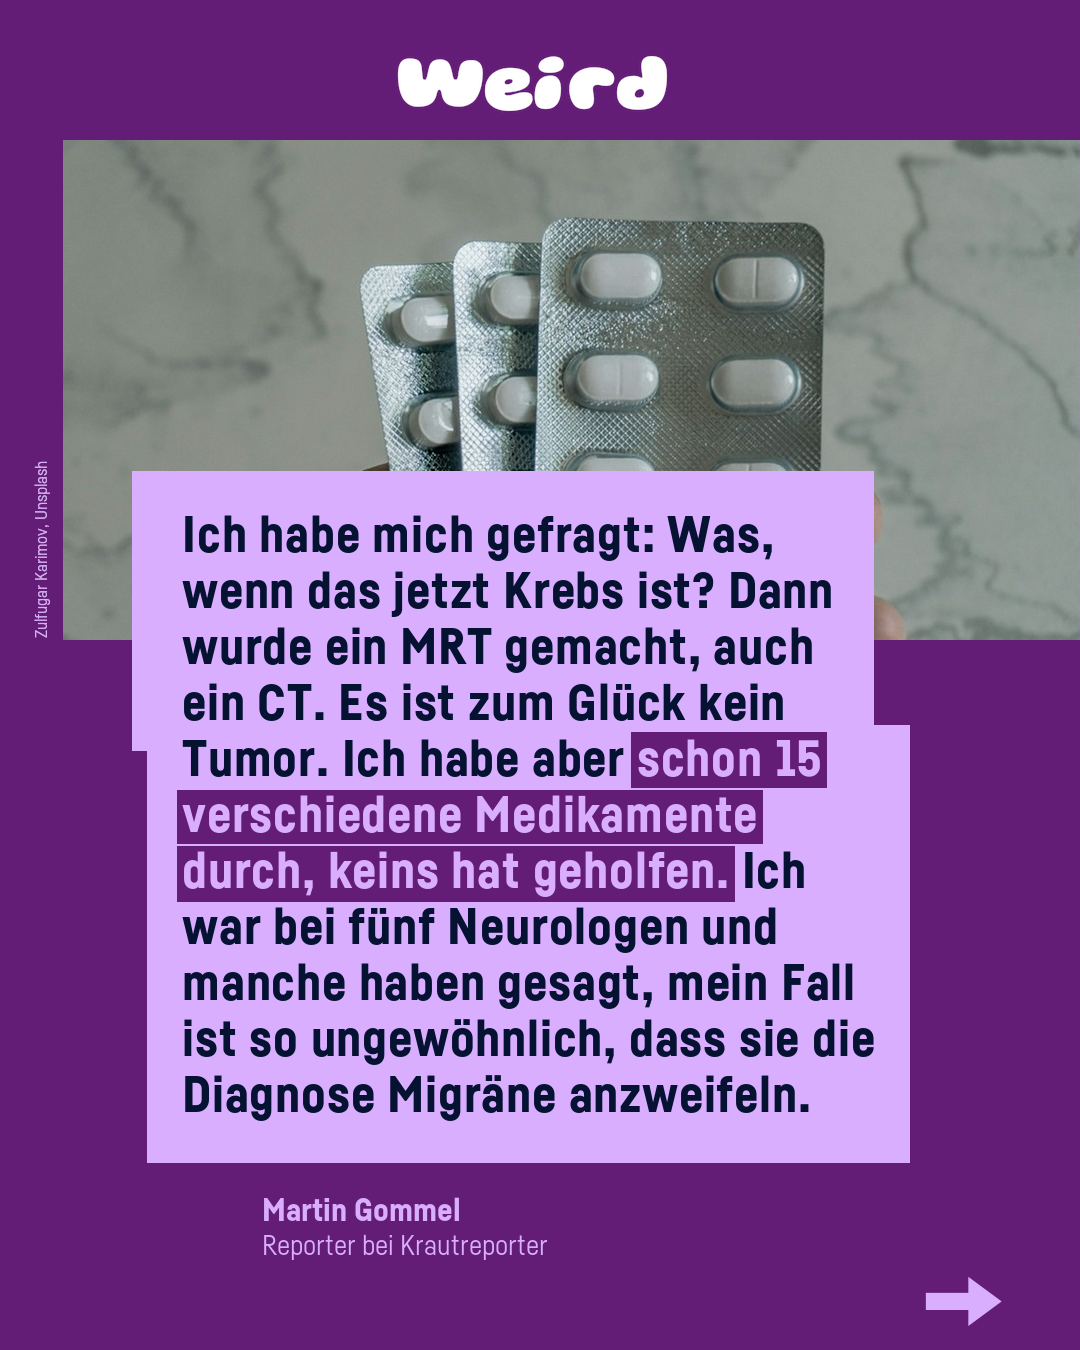 Weird
Zulfugar Karimov, Unsplash
Ich habe mich gefragt: Was,
wenn das jetzt Krebs ist? Dann
wurde ein MRT gemacht, auch
ein CT. Es ist zum Glück kein
Tumor. Ich habe aber schon 15
verschiedene Medikamente
durch, keins hat geholfen. Ich
war bei fünf Neurologen und
manche haben gesagt, mein Fall
ist so ungewöhnlich, dass sie die
Diagnose Migräne anzweifeln.
Martin Gommel
Reporter bei Krautreporter